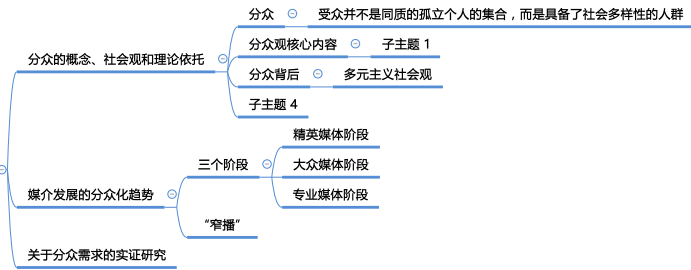 分众
受众并不是同质的孤立个人的集合，而是具备了社会多样性的人群
受众的概念、社会观和理论依托
分众观核心内容
子主题 1
分众背后
多元主义社会观
子主题 4
精英媒体阶段
三个阶段
大众媒体阶段
媒介发展的分众化趋势
专业媒体阶段
“窄播”
关于分众需求的实证研究